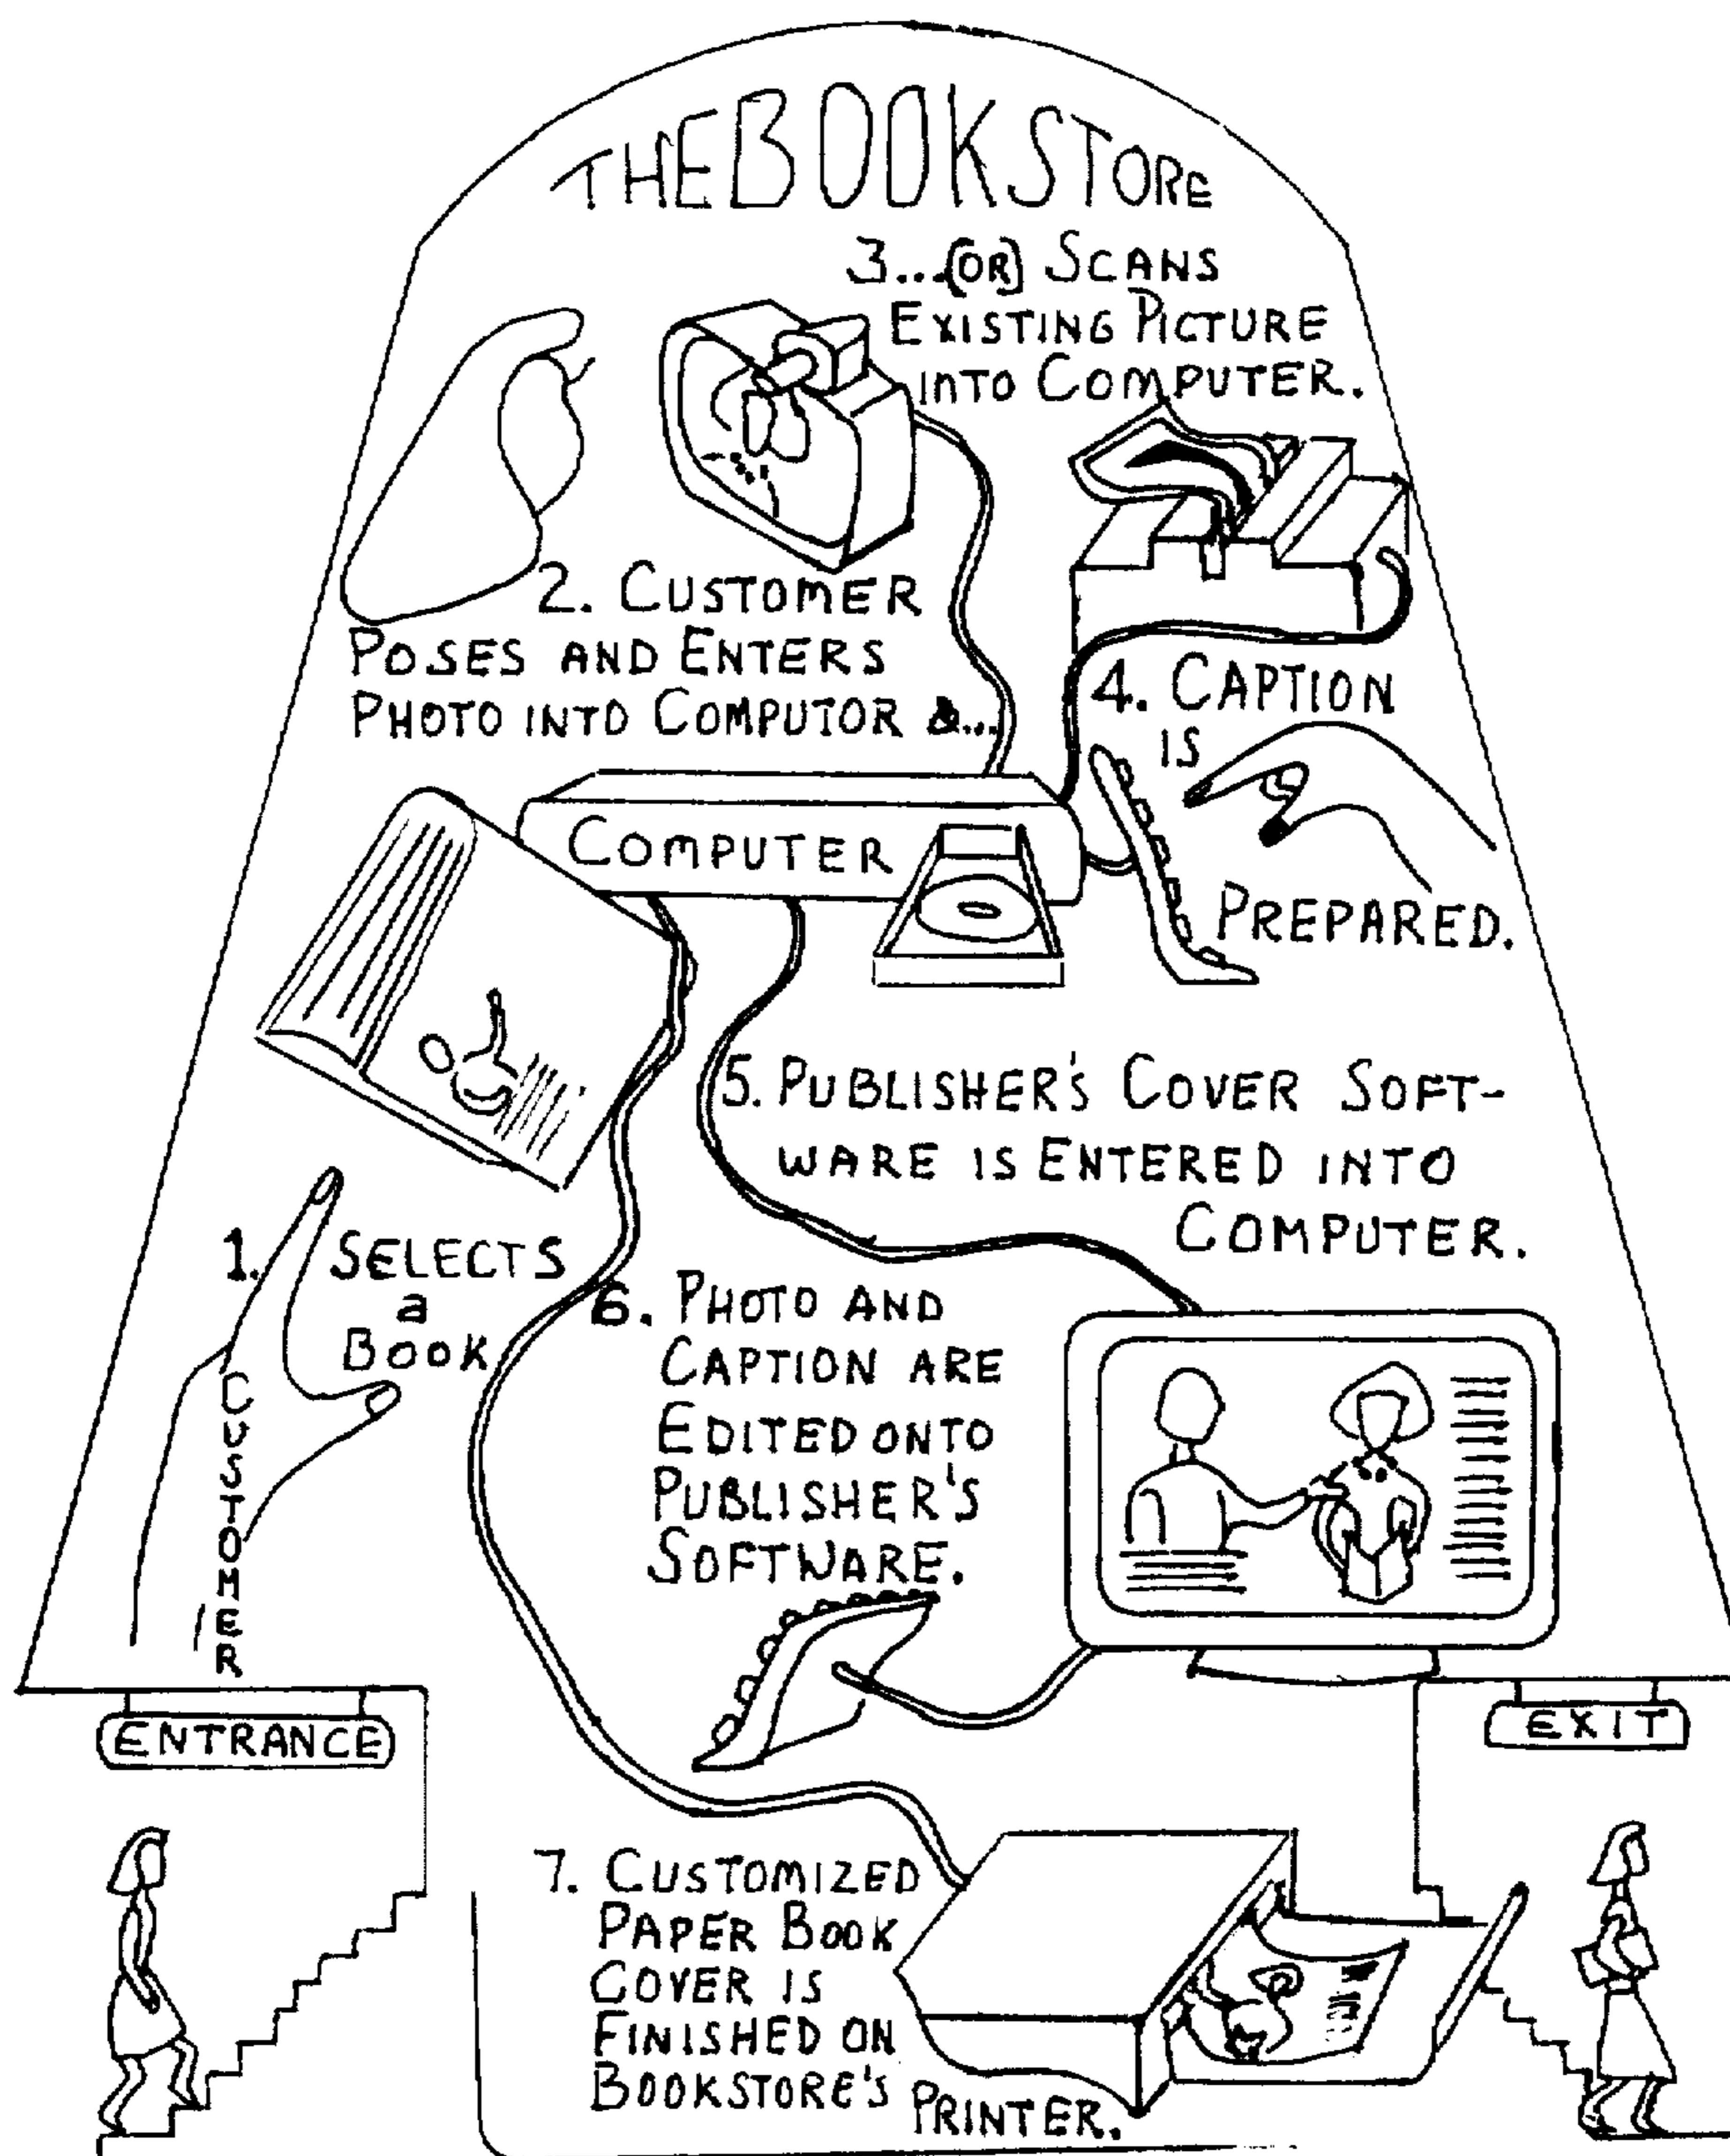 THE BOOK STORE
3...(OR) SCANS
EXISTING PICTURE
INTO COMPUTER.
2. CUSTOMER
POSES AND ENTERS
PHOTO INTO COMPUTOR &...
4. CAPTION
IS
PREPARED.
COMPUTER
5. PUBLISHER'S COVER SOFT-
WARE IS ENTERED INTO
COMPUTER.
1. SELECTS
a
BOOK
CUSTOMER
6. PHOTO AND
CAPTION ARE
EDITED ONTO
PUBLISHER'S
SOFTWARE.
ENTRANCE
EXIT
7. CUSTOMIZED
PAPER BOOK
COVER IS
FINISHED ON
BOOKSTORE'S PRINTER.